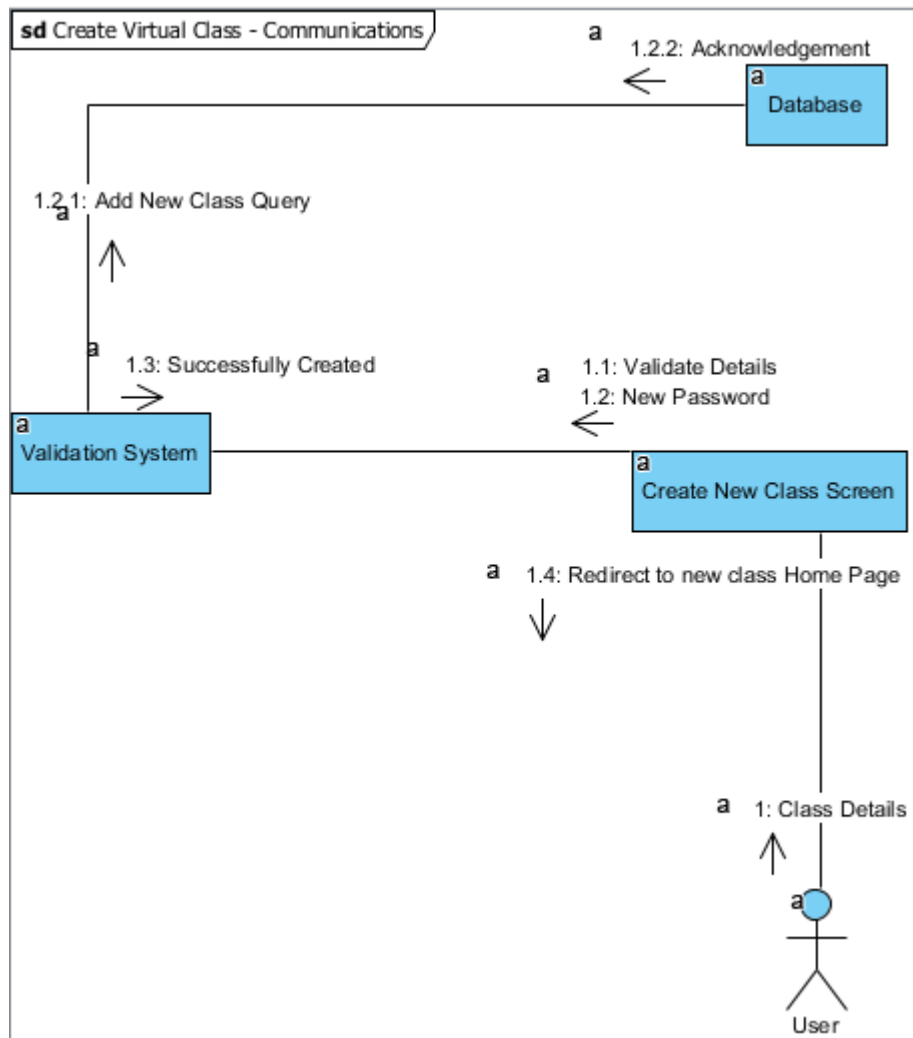 sd Create Virtual Class - Communications
a
1.2.2: Acknowledgement
a
Database
1.2.1: Add New Class Query
a
a
1.3: Successfully Created
a
1.1: Validate Details
1.2: New Password
a
Validation System
a
Create New Class Screen
a
1.4: Redirect to new class Home Page
a
1: Class Details
a
User